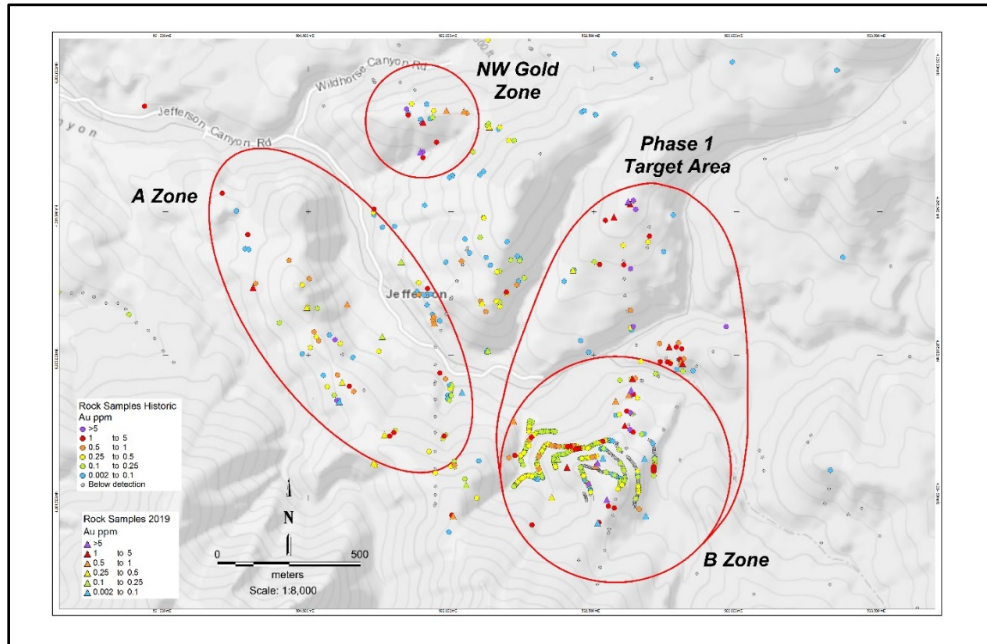 NW Gold
Zone
Wildhorse Canyon Rd
Jefferson Canyon Rd
Phase 1
Target Area
A Zone
Jefferson
Rock Samples Historic
Au ppm
>5
1 to 5
0.5 to 1
0.25 to 0.5
0.1 to 0.25
0.002 to 0.1
Below detection
Rock Samples 2019
Au ppm
>5
1 to 5
0.5 to 1
0.25 to 0.5
0.1 to 0.25
0.002 to 0.1
N
0 500
meters
Scale: 1:8,000
B Zone